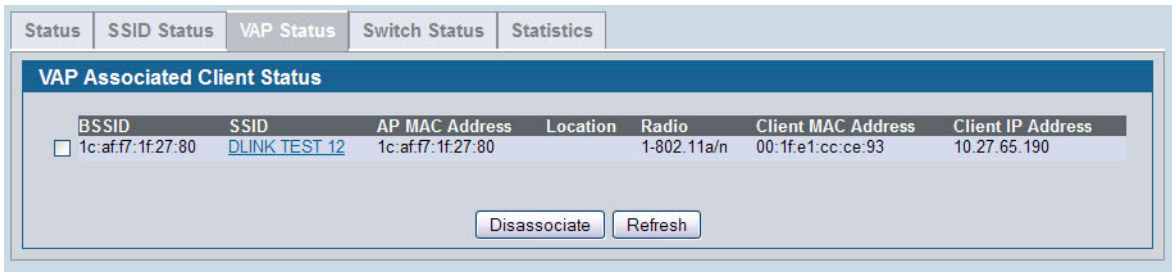 Status SSID Status VAP Status Switch Status Statistics
VAP Associated Client Status
BSSID SSID AP MAC Address Location Radio Client MAC Address Client IP Address
1c:af:f7:1f:27:80 DLINK TEST 12 1c:af:f7:1f:27:80 1-802.11a/n 00:1f:e1:cc:ce:93 10.27.65.190
Disassociate Refresh